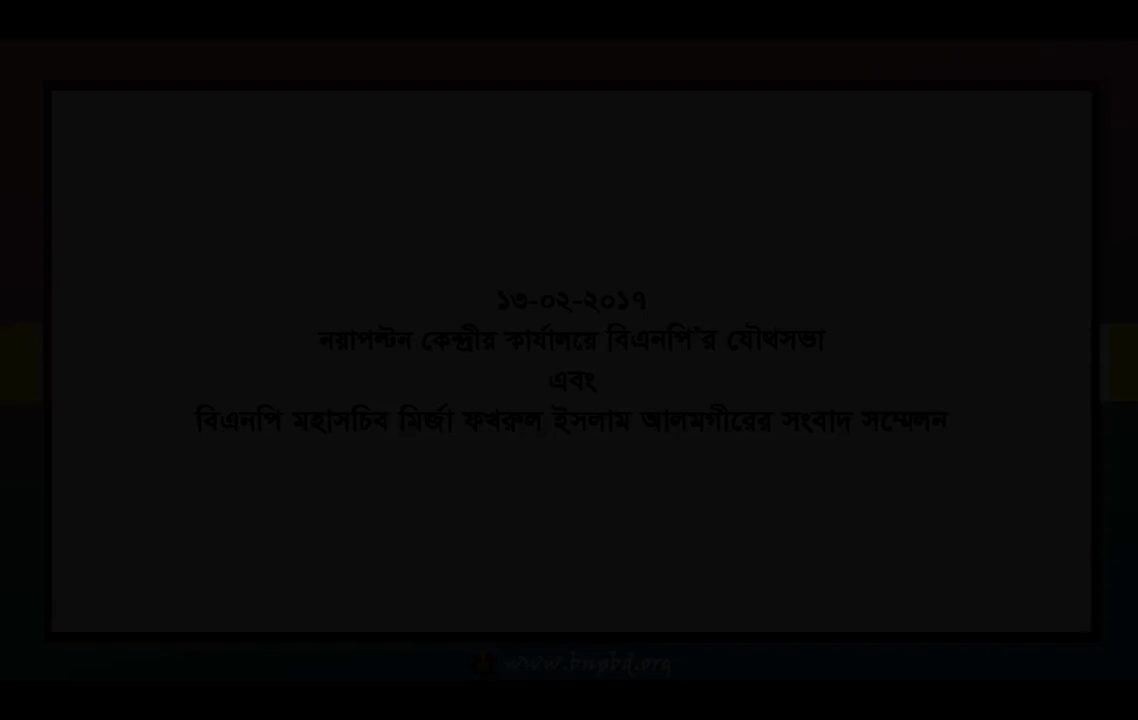 ১৩-০২-২০১৭
নয়াপল্টন কেন্দ্রীয় কার্যালয়ে বিএনপি'র যৌথসভা
এবং
বিএনপি মহাসচিব মির্জা ফখরুল ইসলাম আলমগীরের সংবাদ সম্মেলন
www.bnpbd.org